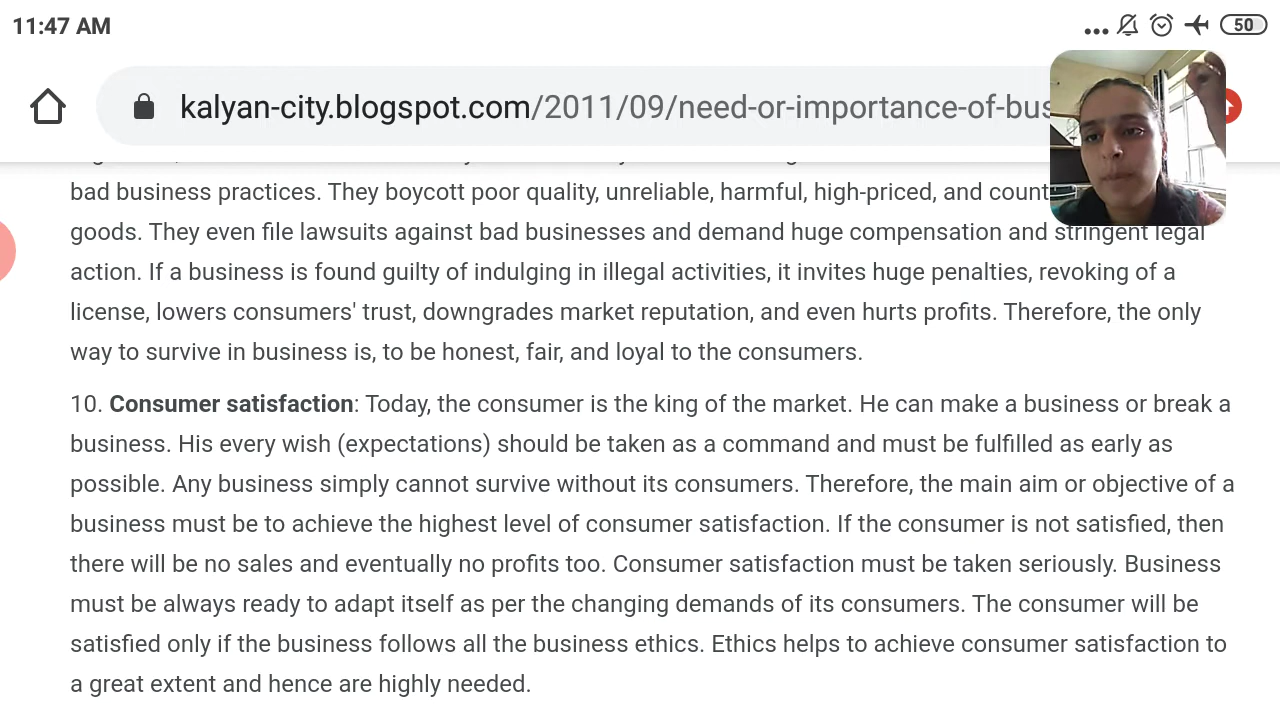 11:47 AM
50
kalyan-city.blogspot.com/2011/09/need-or-importance-of-bus
bad business practices. They boycott poor quality, unreliable, harmful, high-priced, and count
goods. They even file lawsuits against bad businesses and demand huge compensation and stringent legal
action. If a business is found guilty of indulging in illegal activities, it invites huge penalties, revoking of a
license, lowers consumers' trust, downgrades market reputation, and even hurts profits. Therefore, the only
way to survive in business is, to be honest, fair, and loyal to the consumers.
10. Consumer satisfaction: Today, the consumer is the king of the market. He can make a business or break a
business. His every wish (expectations) should be taken as a command and must be fulfilled as early as
possible. Any business simply cannot survive without its consumers. Therefore, the main aim or objective of a
business must be to achieve the highest level of consumer satisfaction. If the consumer is not satisfied, then
there will be no sales and eventually no profits too. Consumer satisfaction must be taken seriously. Business
must be always ready to adapt itself as per the changing demands of its consumers. The consumer will be
satisfied only if the business follows all the business ethics. Ethics helps to achieve consumer satisfaction to
a great extent and hence are highly needed.